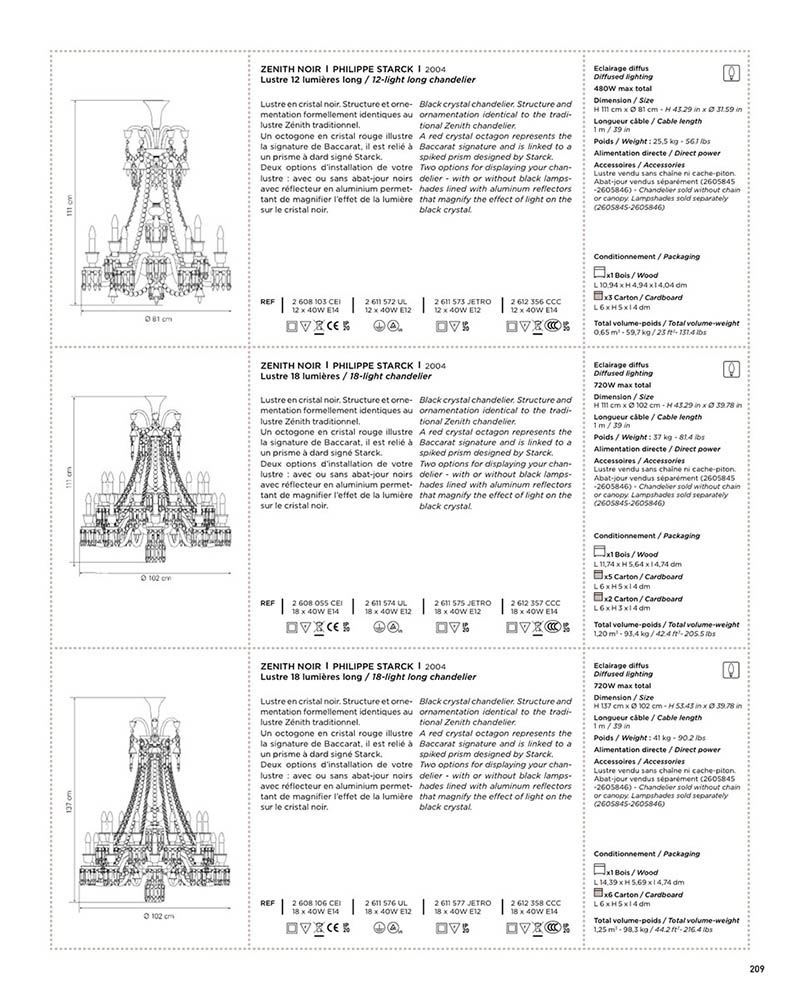 ZENITH NOIR I PHILIPPE STARCK I 2004
Lustre 12 lumières long / 12-light long chandelier
Lustre en cristal noir. Structure et orne-
mentation formellement identiques au
lustre Zénith traditionnel.
Un octogone en cristal rouge illustre
la signature de Baccarat, il est relié à
un prisme à dard signé Starck.
Deux options d'installation de votre
lustre : avec ou sans abat-jour noirs
avec réflecteur en aluminium permet-
tant de magnifier l'effet de la lumière
sur le cristal noir.
Black crystal chandelier. Structure and
ornamentation identical to the tradi-
tional Zenith chandelier.
A red crystal octagon represents the
Baccarat signature and is linked to a
spiked prism designed by Starck.
Two options for displaying your chan-
delier - with or without black lamps-
hades lined with aluminum reflectors
that magnify the effect of light on the
black crystal.
111 cm
Ø 81 cm
REF
2 608 103 CEI
12 x 40W E14
2 611 572 UL
12 x 40W E12
2 611 573 JETRO
12 x 40W E12
2 612 356 CCC
12 x 40W E14
Eclairage diffus
Diffused lighting
480W max total
Dimension / Size
H 111 cm x Ø 81 cm - H 43.29 in x Ø 31.59 in
Longueur câble / Cable length
1 m / 39 in
Poids / Weight : 25,5 kg - 56.1 lbs
Alimentation directe / Direct power
Accessoires / Accessories
Lustre vendu sans chaîne ni cache-piton.
Abat-jour vendus séparément (2605845
-2605846) - Chandelier sold without chain
or canopy. Lampshades sold separately
(2605845-2605846)
Conditionnement / Packaging
x1 Bois / Wood
L 10,94 x H 4,94 x l 4,04 dm
x3 Carton / Cardboard
L 6 x H 5 x l 4 dm
Total volume-poids / Total volume-weight
0,65 m³ - 59,7 kg / 23 ft³- 131.4 lbs
ZENITH NOIR I PHILIPPE STARCK I 2004
Lustre 18 lumières / 18-light chandelier
Lustre en cristal noir. Structure et orne-
mentation formellement identiques au
lustre Zénith traditionnel.
Un octogone en cristal rouge illustre
la signature de Baccarat, il est relié à
un prisme à dard signé Starck.
Deux options d'installation de votre
lustre : avec ou sans abat-jour noirs
avec réflecteur en aluminium permet-
tant de magnifier l'effet de la lumière
sur le cristal noir.
Black crystal chandelier. Structure and
ornamentation identical to the tradi-
tional Zenith chandelier.
A red crystal octagon represents the
Baccarat signature and is linked to a
spiked prism designed by Starck.
Two options for displaying your chan-
delier - with or without black lamps-
hades lined with aluminum reflectors
that magnify the effect of light on the
black crystal.
111 cm
Ø 102 cm
REF
2 608 055 CEI
18 x 40W E14
2 611 574 UL
18 x 40W E12
2 611 575 JETRO
18 x 40W E12
2 612 357 CCC
18 x 40W E14
Eclairage diffus
Diffused lighting
720W max total
Dimension / Size
H 111 cm x Ø 102 cm - H 43.29 in x Ø 39.78 in
Longueur câble / Cable length
1 m / 39 in
Poids / Weight : 37 kg - 81.4 lbs
Alimentation directe / Direct power
Accessoires / Accessories
Lustre vendu sans chaîne ni cache-piton.
Abat-jour vendus séparément (2605845
-2605846) - Chandelier sold without chain
or canopy. Lampshades sold separately
(2605845-2605846)
Conditionnement / Packaging
x1 Bois / Wood
L 11,74 x H 5,64 x l 4,74 dm
x5 Carton / Cardboard
L 6 x H 5 x l 4 dm
x2 Carton / Cardboard
L 6 x H 3 x l 4 dm
Total volume-poids / Total volume-weight
1,20 m³ - 93,4 kg / 42.4 ft³- 205.5 lbs
ZENITH NOIR I PHILIPPE STARCK I 2004
Lustre 18 lumières long / 18-light long chandelier
Lustre en cristal noir. Structure et orne-
mentation formellement identiques au
lustre Zénith traditionnel.
Un octogone en cristal rouge illustre
la signature de Baccarat, il est relié à
un prisme à dard signé Starck.
Deux options d'installation de votre
lustre : avec ou sans abat-jour noirs
avec réflecteur en aluminium permet-
tant de magnifier l'effet de la lumière
sur le cristal noir.
Black crystal chandelier. Structure and
ornamentation identical to the tradi-
tional Zenith chandelier.
A red crystal octagon represents the
Baccarat signature and is linked to a
spiked prism designed by Starck.
Two options for displaying your chan-
delier - with or without black lamps-
hades lined with aluminum reflectors
that magnify the effect of light on the
black crystal.
137 cm
Ø 102 cm
REF
2 608 106 CEI
18 x 40W E14
2 611 576 UL
18 x 40W E12
2 611 577 JETRO
18 x 40W E12
2 612 358 CCC
18 x 40W E14
Eclairage diffus
Diffused lighting
720W max total
Dimension / Size
H 137 cm x Ø 102 cm - H 53.43 in x Ø 39.78 in
Longueur câble / Cable length
1 m / 39 in
Poids / Weight : 41 kg - 90.2 lbs
Alimentation directe / Direct power
Accessoires / Accessories
Lustre vendu sans chaîne ni cache-piton.
Abat-jour vendus séparément (2605845
-2605846) - Chandelier sold without chain
or canopy. Lampshades sold separately
(2605845-2605846)
Conditionnement / Packaging
x1 Bois / Wood
L 14,39 x H 5,69 x l 4,74 dm
x6 Carton / Cardboard
L 6 x H 5 x l 4 dm
Total volume-poids / Total volume-weight
1,25 m³ - 98,3 kg / 44.2 ft³- 216.4 lbs
209